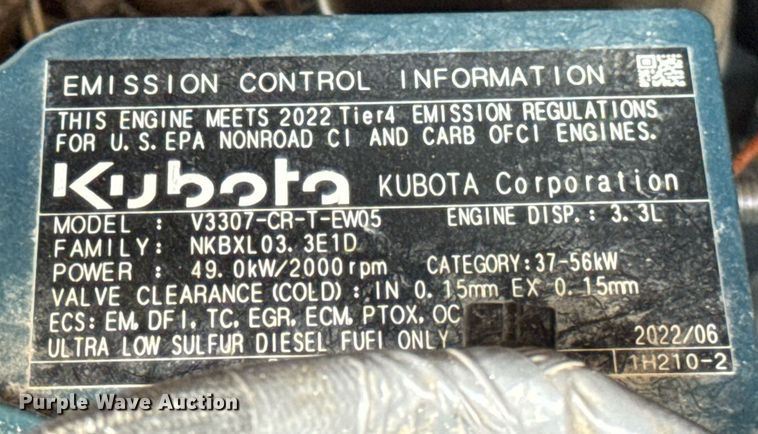 EMISSION CONTROL INFORMATION
THIS ENGINE MEETS 2022 Tier4 EMISSION REGULATIONS
FOR U.S. EPA NONROAD CI AND CARB OFCI ENGINES.
Kubota KUBOTA Corporation
MODEL : V3307-CR-T-EW05 ENGINE DISP.: 3.3L
FAMILY: NKBXL03.3E1D
POWER : 49.0kW/2000rpm CATEGORY:37-56kW
VALVE CLEARANCE (COLD): IN 0.15mm EX 0.15mm
ECS: EM, DFI, TC, EGR, ECM, PTOX, OC
ULTRA LOW SULFUR DIESEL FUEL ONLY 2022/06
1H210-2
Purple Wave Auction